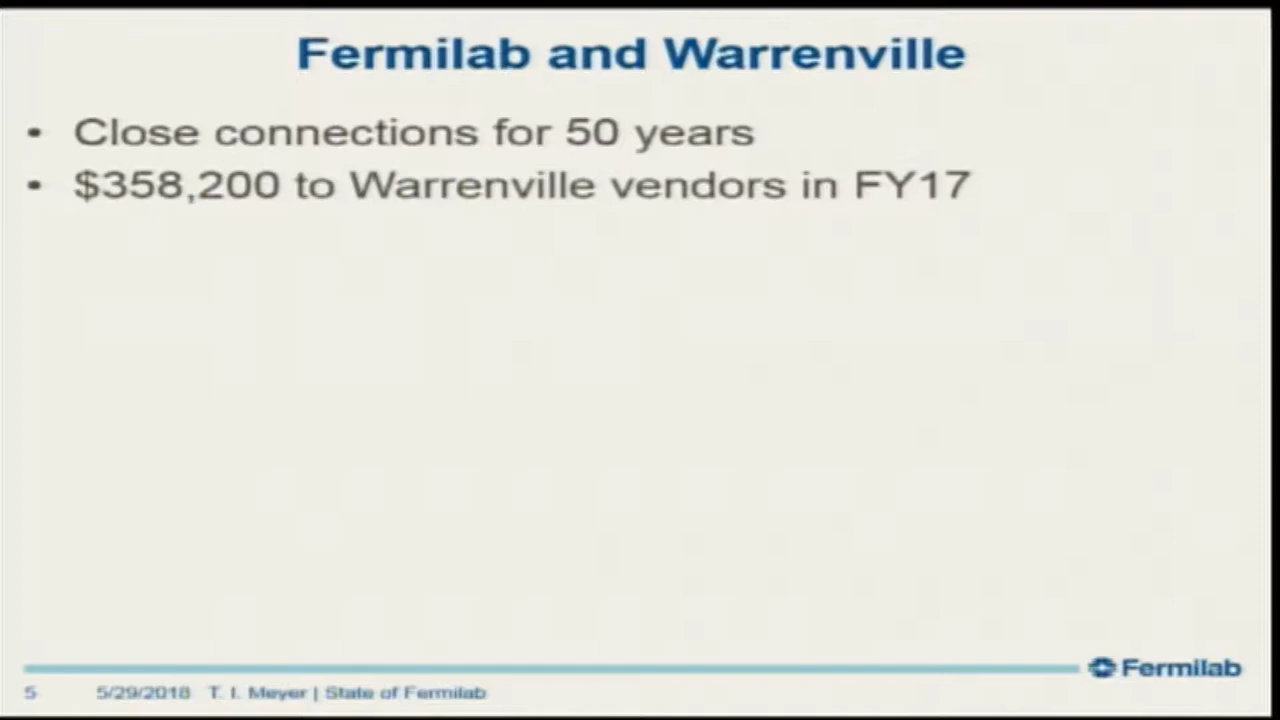 Fermilab and Warrenville
• Close connections for 50 years
• $358,200 to Warrenville vendors in FY17
Fermilab
5 5/29/2018 T. I. Meyer | State of Fermilab